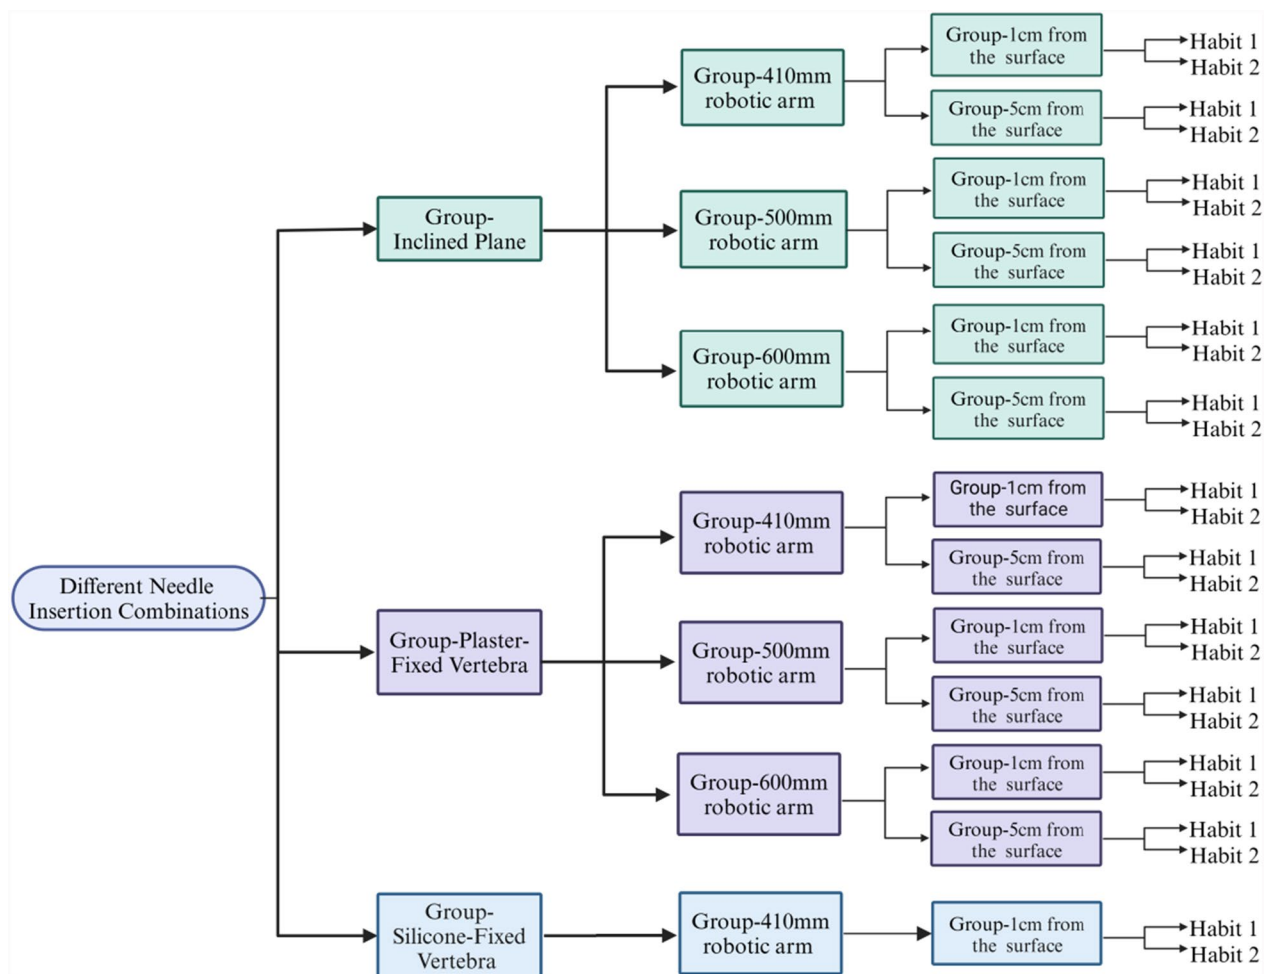 Different Needle
Insertion Combinations
Group-
Inclined Plane
Group-410mm
robotic arm
Group-1cm from
the surface
Habit 1
Habit 2
Group-5cm from
the surface
Habit 1
Habit 2
Group-500mm
robotic arm
Group-1cm from
the surface
Habit 1
Habit 2
Group-5cm from
the surface
Habit 1
Habit 2
Group-600mm
robotic arm
Group-1cm from
the surface
Habit 1
Habit 2
Group-5cm from
the surface
Habit 1
Habit 2
Group-Plaster-
Fixed Vertebra
Group-410mm
robotic arm
Group-1cm from
the surface
Habit 1
Habit 2
Group-5cm from
the surface
Habit 1
Habit 2
Group-500mm
robotic arm
Group-1cm from
the surface
Habit 1
Habit 2
Group-5cm from
the surface
Habit 1
Habit 2
Group-600mm
robotic arm
Group-1cm from
the surface
Habit 1
Habit 2
Group-5cm from
the surface
Habit 1
Habit 2
Group-
Silicone-Fixed
Vertebra
Group-410mm
robotic arm
Group-1cm from
the surface
Habit 1
Habit 2